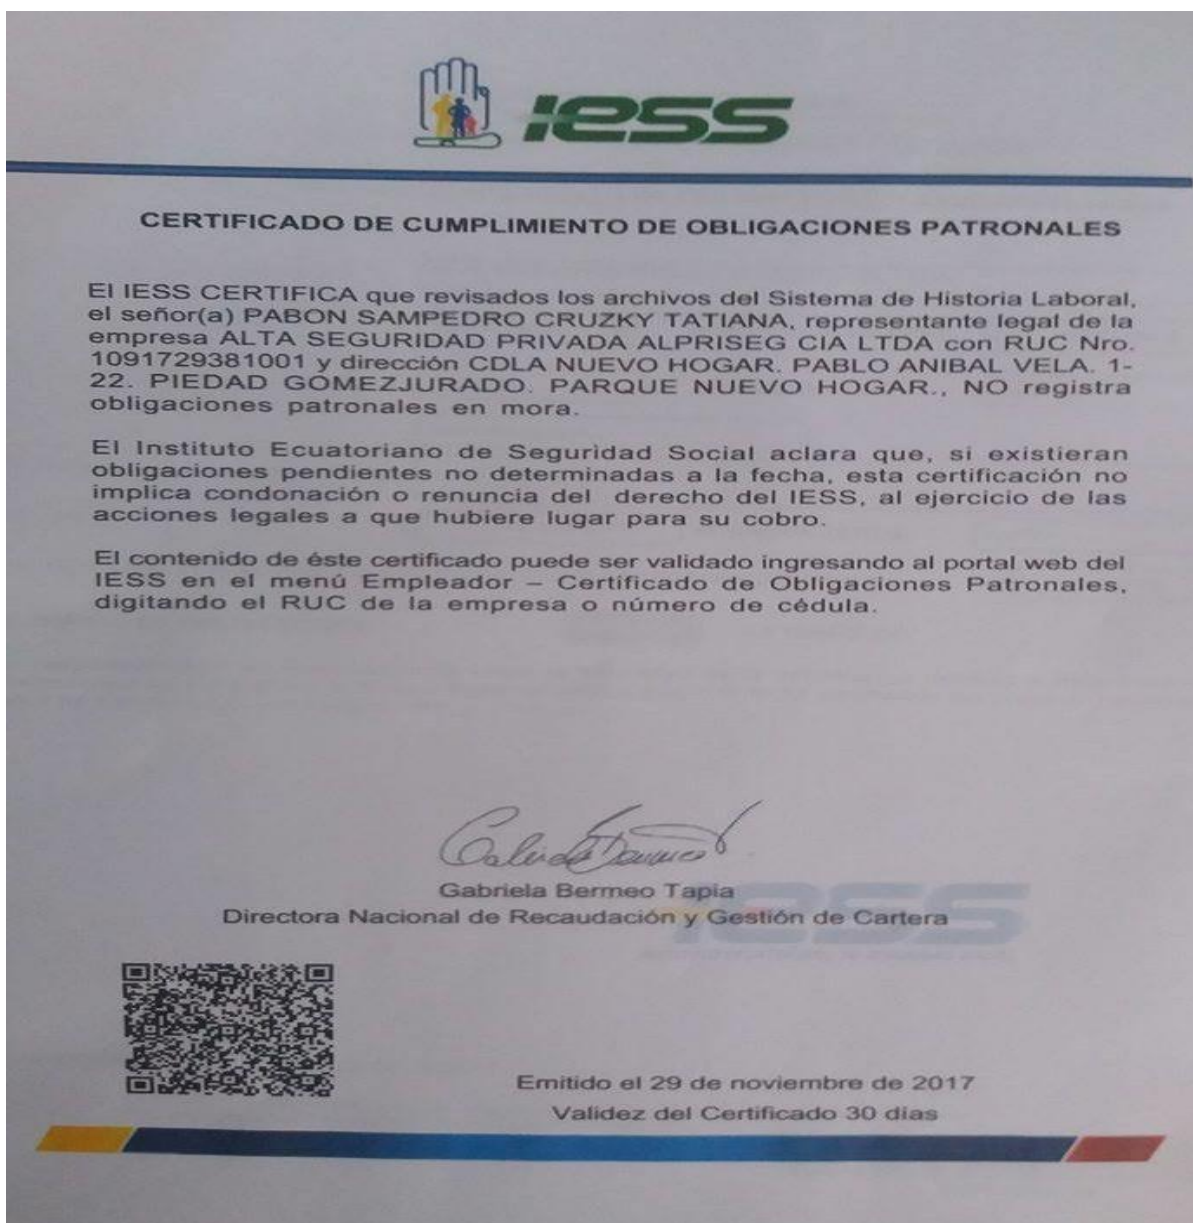 IESS
CERTIFICADO DE CUMPLIMIENTO DE OBLIGACIONES PATRONALES
El IESS CERTIFICA que revisados los archivos del Sistema de Historia Laboral,
el señor(a) PABON SAMPEDRO CRUZKY TATIANA, representante legal de la
empresa ALTA SEGURIDAD PRIVADA ALPRISEG CIA LTDA con RUC Nro.
1091729381001 y dirección CDLA NUEVO HOGAR. PABLO ANIBAL VELA. 1-
22. PIEDAD GOMEZJURADO. PARQUE NUEVO HOGAR., NO registra
obligaciones patronales en mora.
El Instituto Ecuatoriano de Seguridad Social aclara que, si existieran
obligaciones pendientes no determinadas a la fecha, esta certificación no
implica condonación o renuncia del derecho del IESS, al ejercicio de las
acciones legales a que hubiere lugar para su cobro.
El contenido de éste certificado puede ser validado ingresando al portal web del
IESS en el menú Empleador – Certificado de Obligaciones Patronales,
digitando el RUC de la empresa o número de cédula.
Gabriela Bermeo Tapia
Directora Nacional de Recaudación y Gestión de Cartera
IESS
Emitido el 29 de noviembre de 2017
Validez del Certificado 30 días